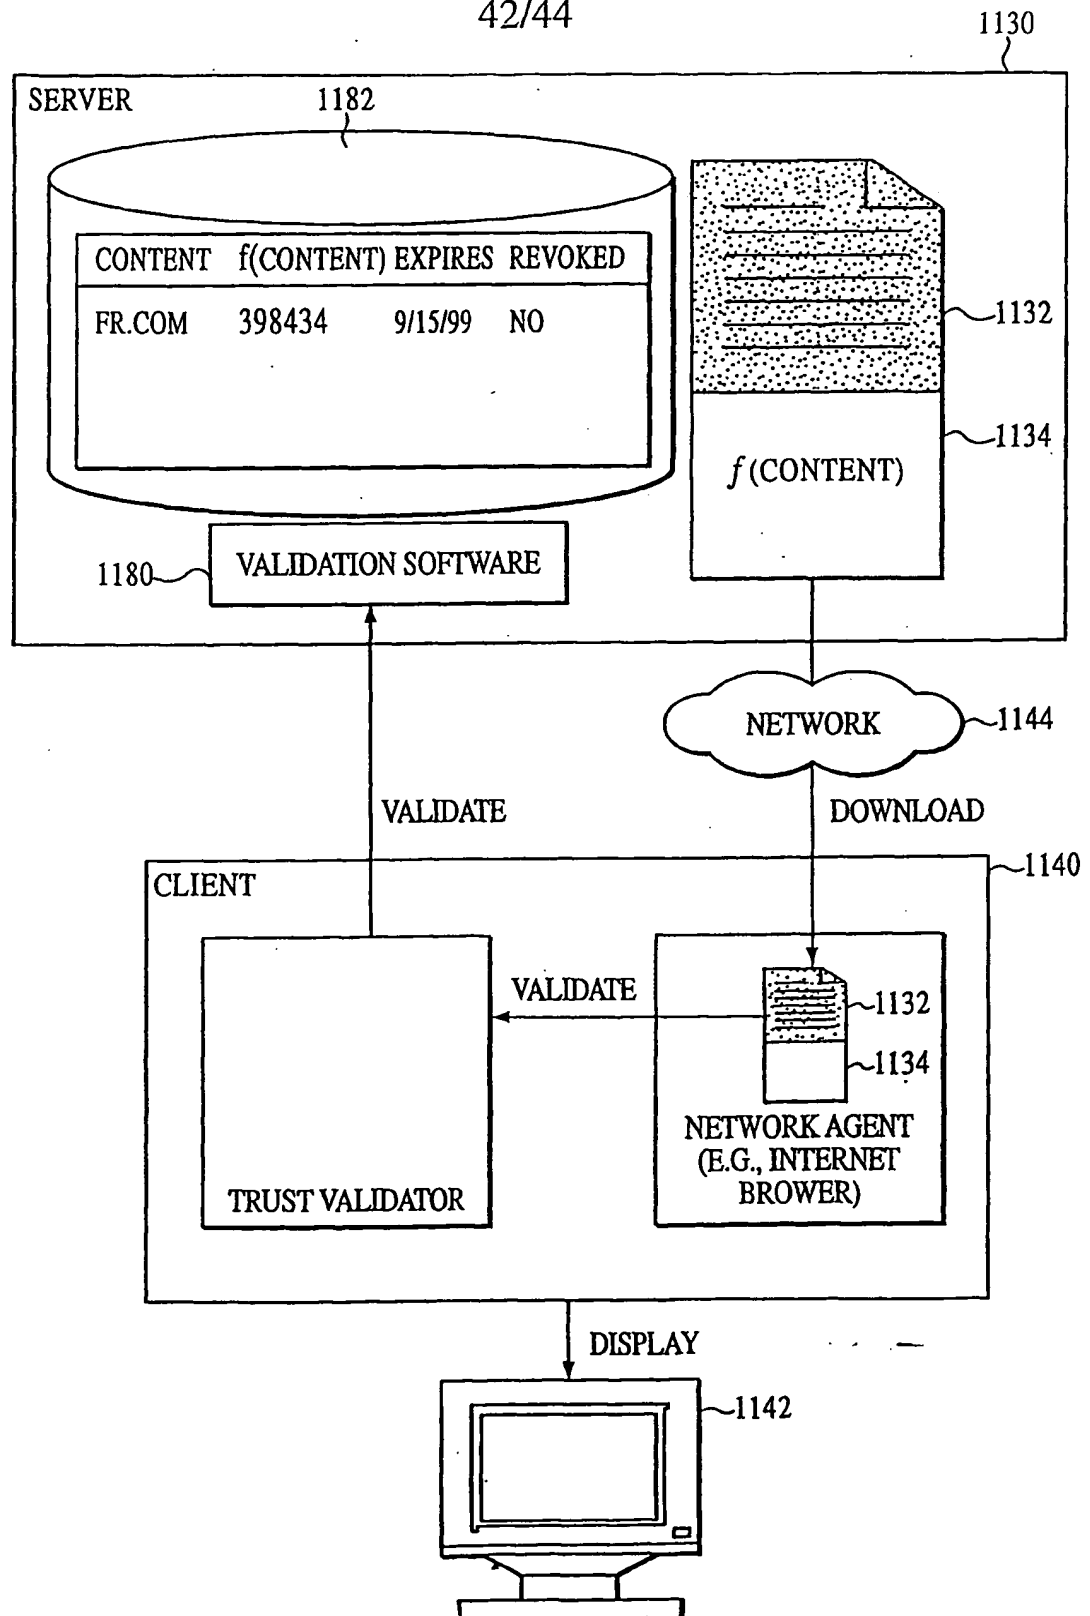 42/44
1130
SERVER
1182
CONTENT f(CONTENT) EXPIRES REVOKED
FR.COM 398434 9/15/99 NO
1132
1134
f(CONTENT)
1180
VALIDATION SOFTWARE
NETWORK
1144
VALIDATE
DOWNLOAD
1140
CLIENT
VALIDATE
1132
1134
NETWORK AGENT
(E.G., INTERNET
BROWER)
TRUST VALIDATOR
DISPLAY
1142